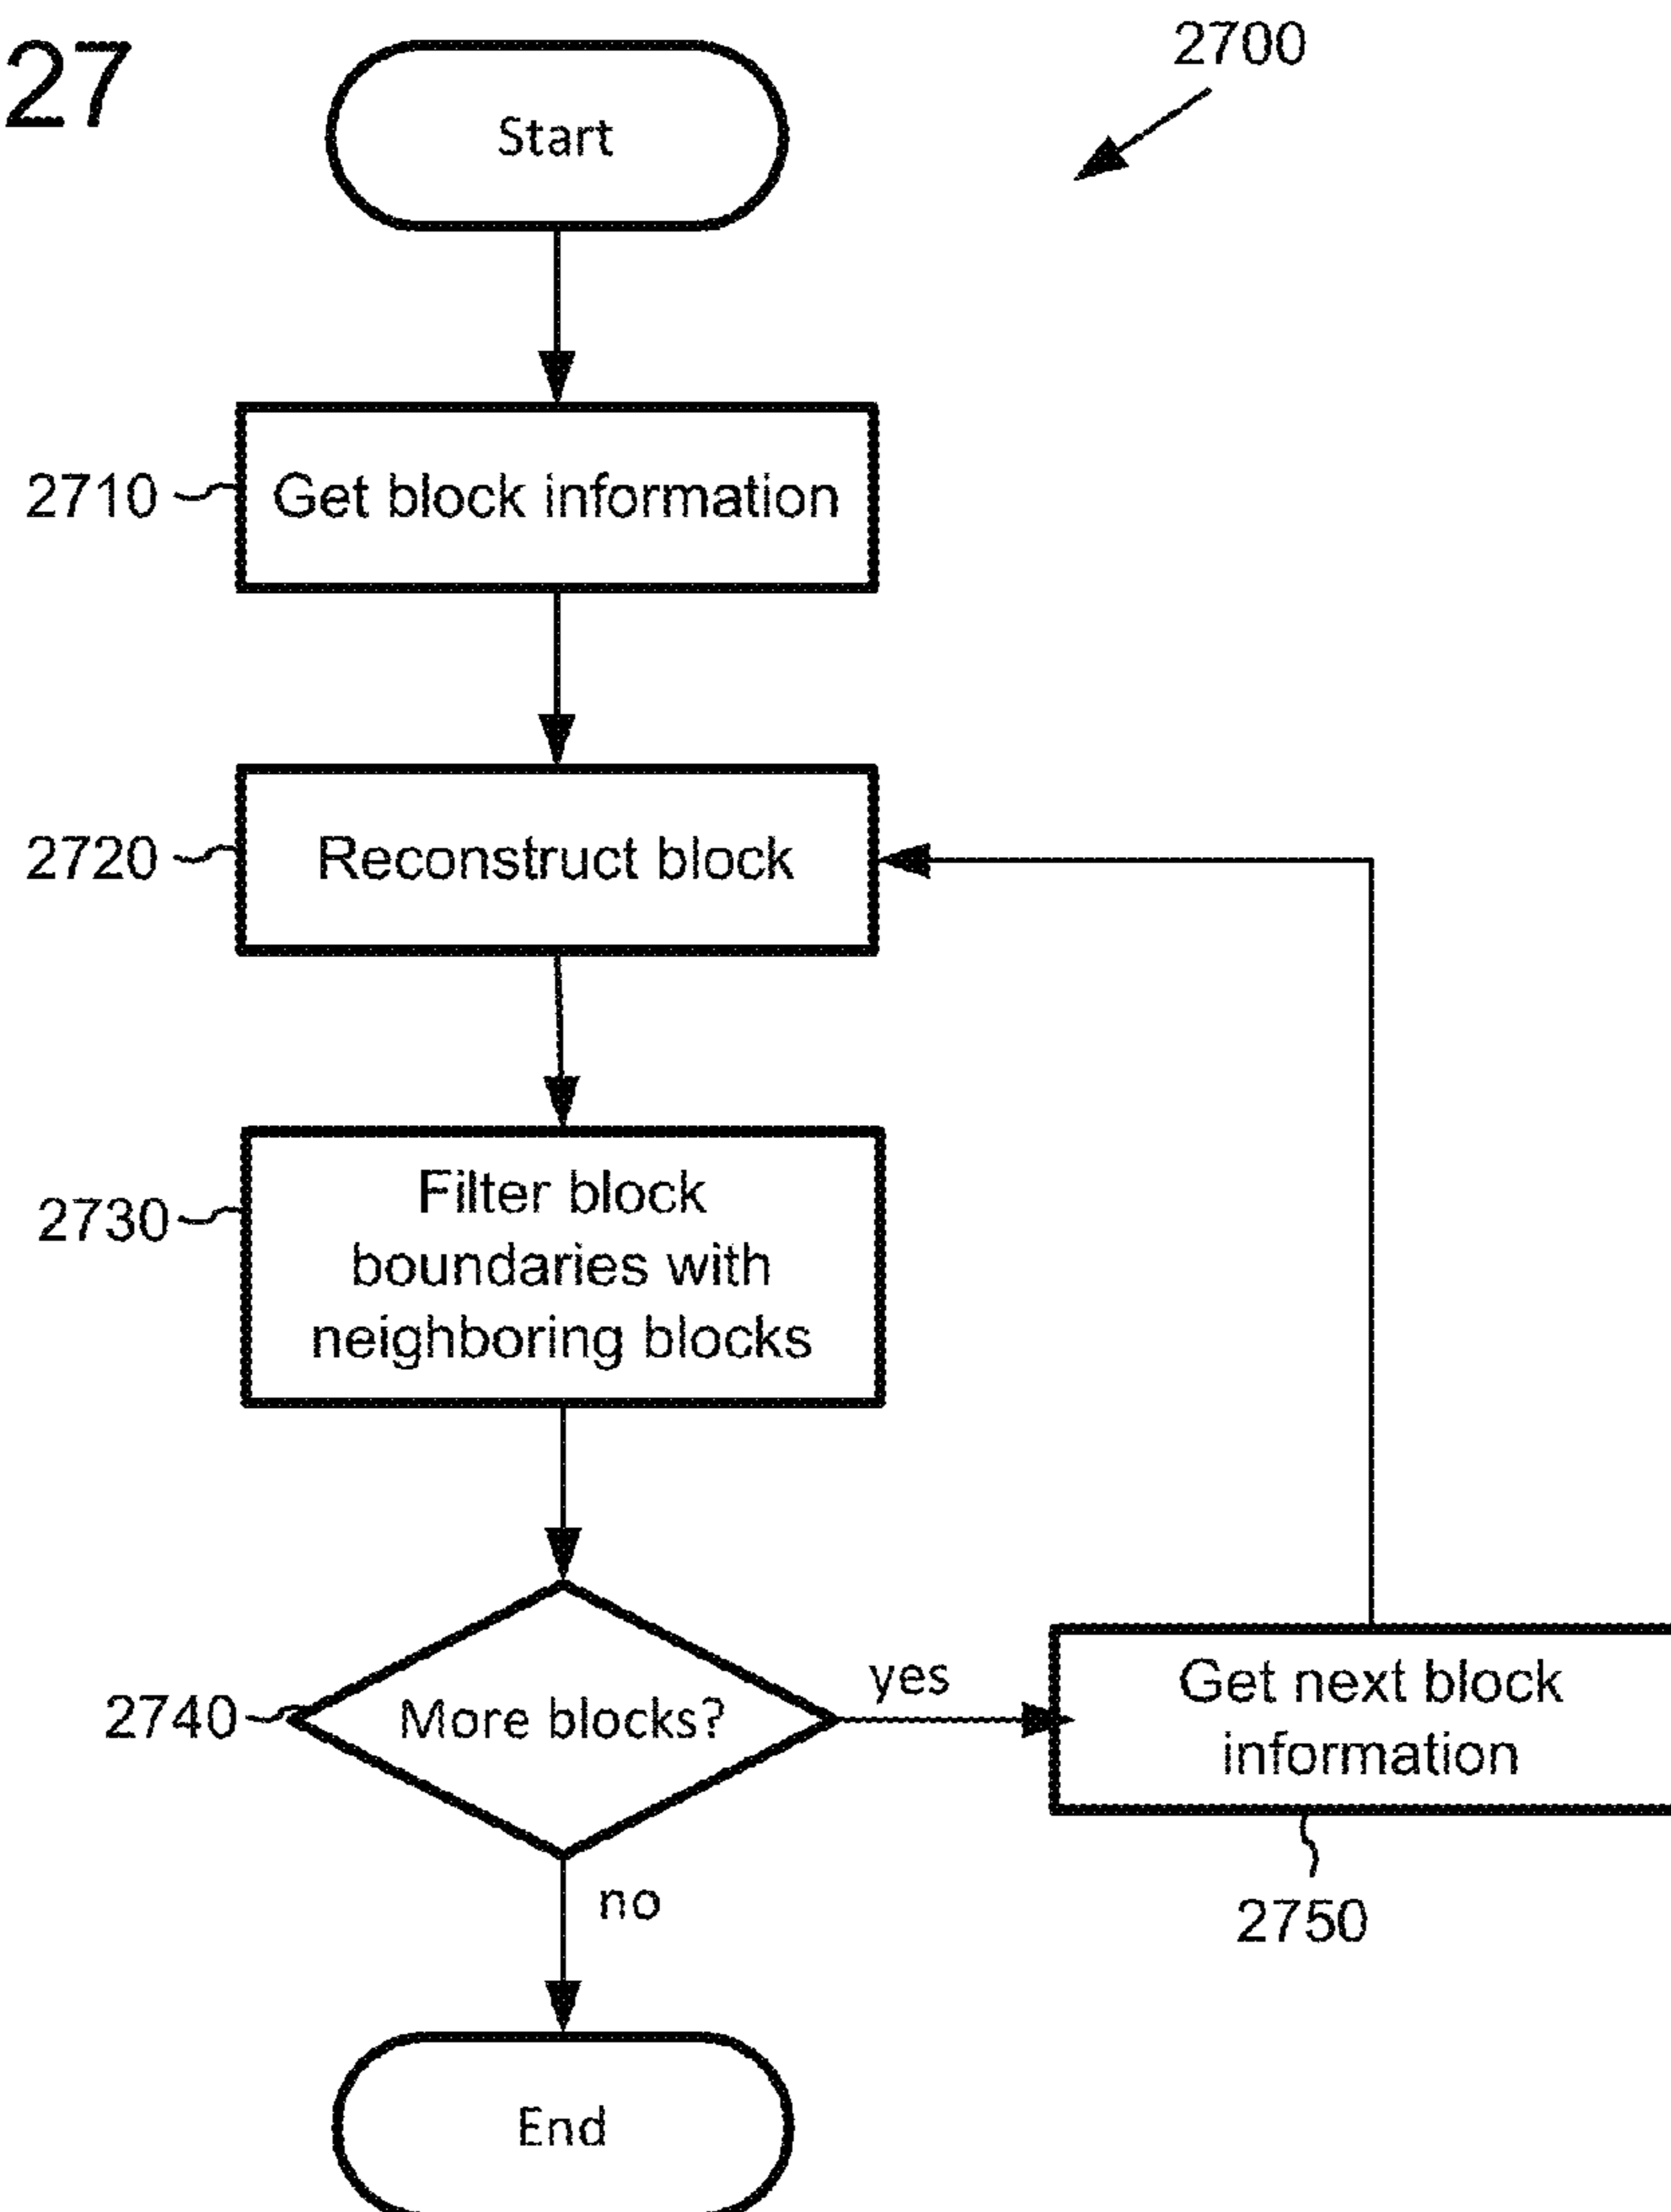 27
2700
Start
2710
Get block information
2720
Reconstruct block
2730
Filter block
boundaries with
neighboring blocks
2740
More blocks?
yes
Get next block
information
2750
no
End